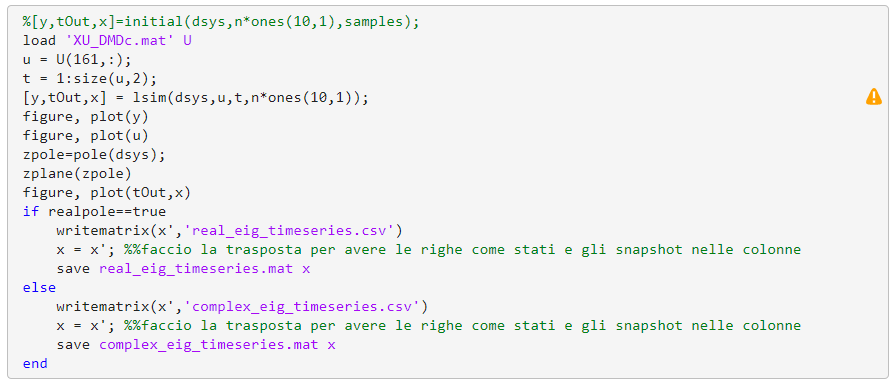 %[y,tOut,x]=initial(dsys,n*ones(10,1),samples);
load 'XU_DMDc.mat' U
u = U(161,:);
t = 1:size(u,2);
[y,tOut,x] = lsim(dsys,u,t,n*ones(10,1));
figure, plot(y)
figure, plot(u)
zpole=pole(dsys);
zplane(zpole)
figure, plot(tOut,x)
if realpole==true
    writematrix(x','real_eig_timeseries.csv')
    x = x'; %%faccio la trasposta per avere le righe come stati e gli snapshot nelle colonne
    save real_eig_timeseries.mat x
else
    writematrix(x','complex_eig_timeseries.csv')
    x = x'; %%faccio la trasposta per avere le righe come stati e gli snapshot nelle colonne
    save complex_eig_timeseries.mat x
end